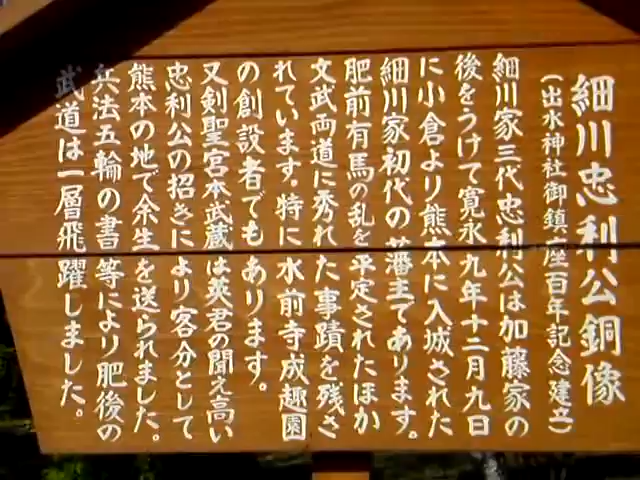 細川忠利公銅像
（出水神社御鎮座百年記念建立）
細川家三代忠利公は加藤家の
後をうけて寛永九年十二月九日
に小倉より熊本に入城された
細川家初代の藩主であります。
肥前有馬の乱を平定されたほか
文武両道に秀れた事蹟を残さ
れています。特に水前寺成趣園
の創設者でもあります。
又剣聖宮本武蔵は英君の聞え高い
忠利公の招きにより客分として
熊本の地で余生を送られました。
兵法五輪の書等により肥後の
武道は一層飛躍しました。